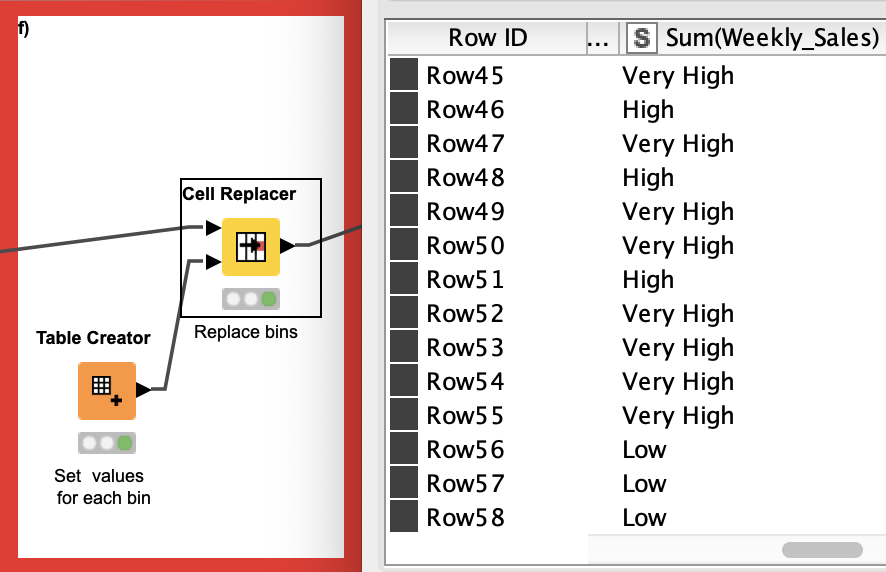 f)
Cell Replacer
Replace bins
Table Creator
Set  values
for each bin
Row ID ... S Sum(Weekly_Sales)
Row45 Very High
Row46 High
Row47 Very High
Row48 High
Row49 Very High
Row50 Very High
Row51 High
Row52 Very High
Row53 Very High
Row54 Very High
Row55 Very High
Row56 Low
Row57 Low
Row58 Low